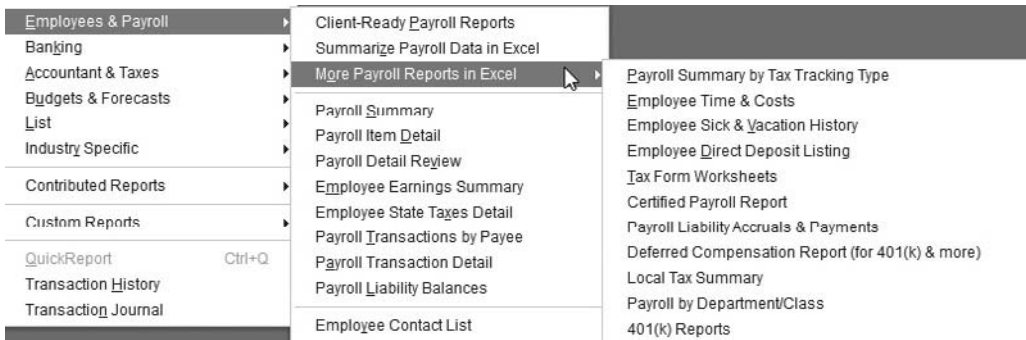 Employees & Payroll
Banking
Accountant & Taxes
Budgets & Forecasts
List
Industry Specific
Contributed Reports
Custom Reports
QuickReport Ctrl+Q
Transaction History
Transaction Journal
Client-Ready Payroll Reports
Summarize Payroll Data in Excel
More Payroll Reports in Excel
Payroll Summary
Payroll Item Detail
Payroll Detail Review
Employee Earnings Summary
Employee State Taxes Detail
Payroll Transactions by Payee
Payroll Transaction Detail
Payroll Liability Balances
Employee Contact List
Payroll Summary by Tax Tracking Type
Employee Time & Costs
Employee Sick & Vacation History
Employee Direct Deposit Listing
Tax Form Worksheets
Certified Payroll Report
Payroll Liability Accruals & Payments
Deferred Compensation Report (for 401(k) & more)
Local Tax Summary
Payroll by Department/Class
401(k) Reports